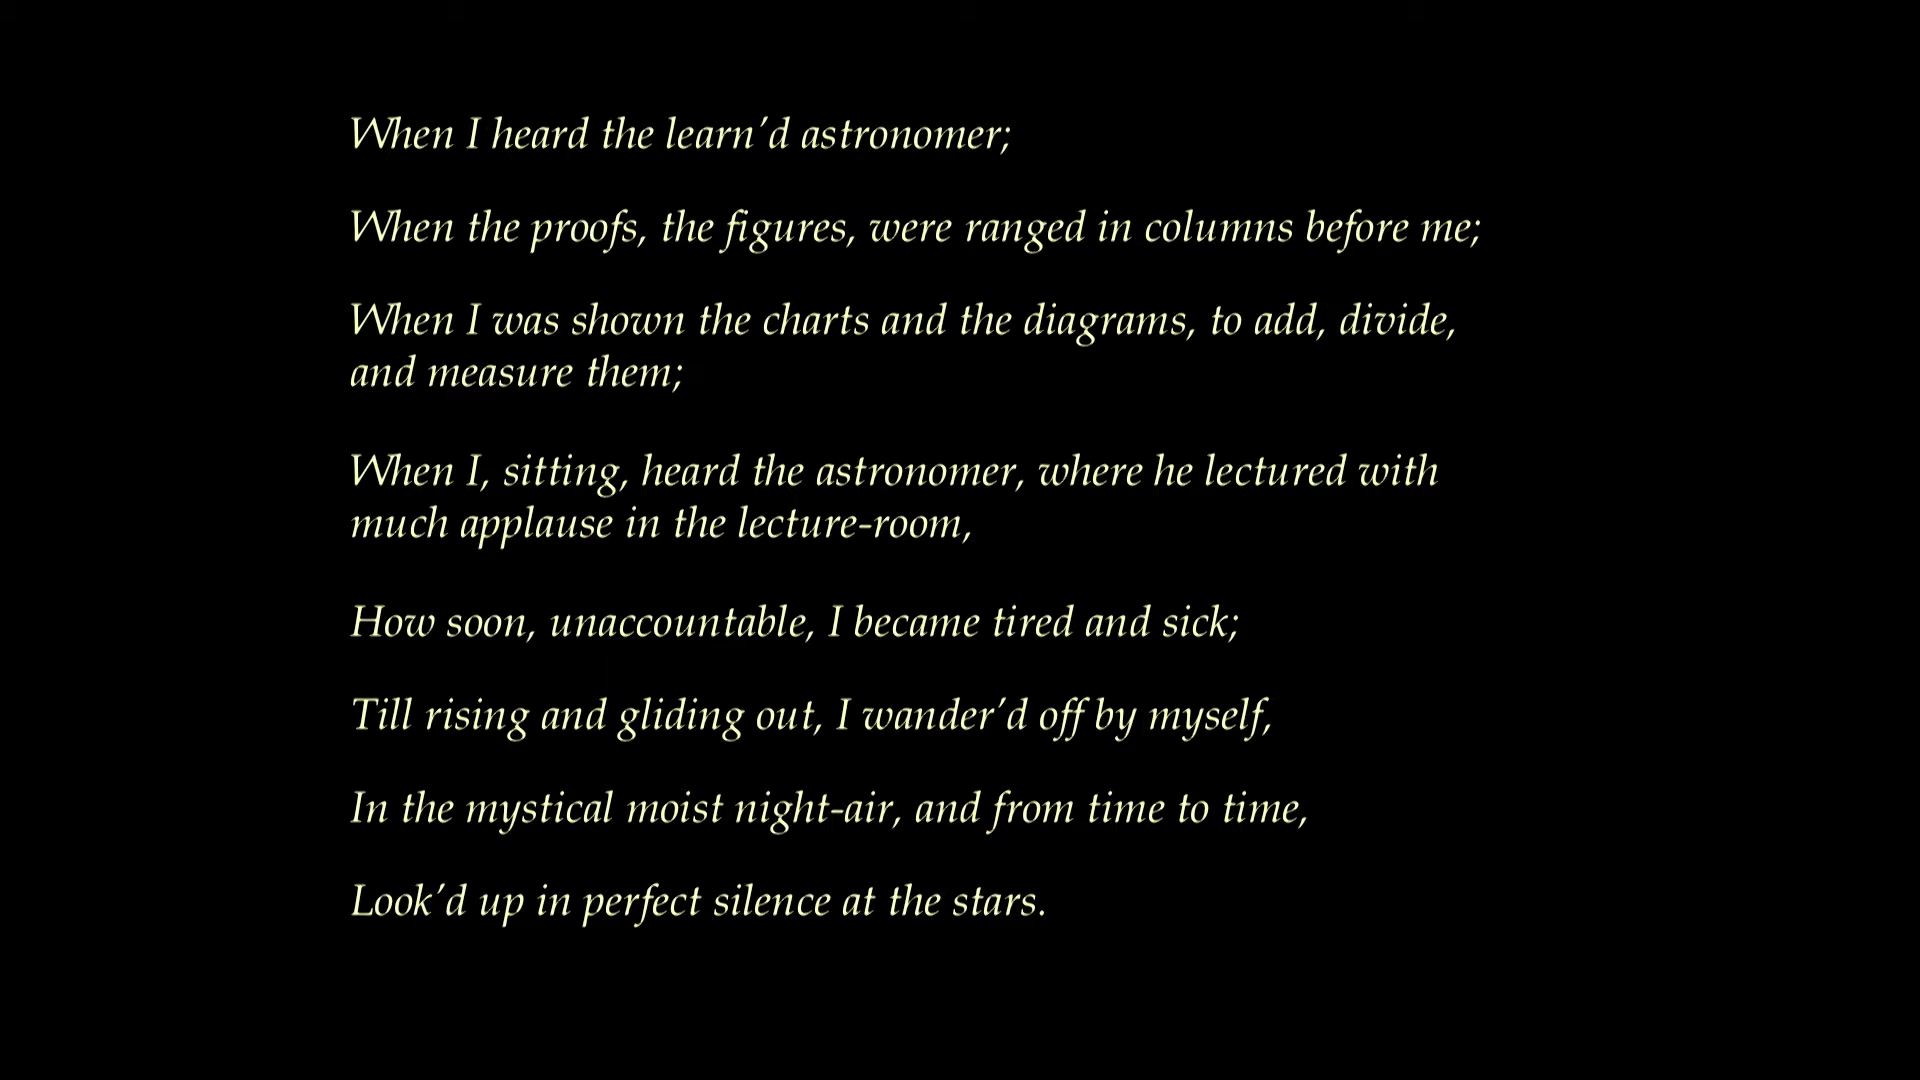 When I heard the learn’d astronomer;
When the proofs, the figures, were ranged in columns before me;
When I was shown the charts and the diagrams, to add, divide,
and measure them;
When I, sitting, heard the astronomer, where he lectured with
much applause in the lecture-room,
How soon, unaccountable, I became tired and sick;
Till rising and gliding out, I wander’d off by myself,
In the mystical moist night-air, and from time to time,
Look’d up in perfect silence at the stars.